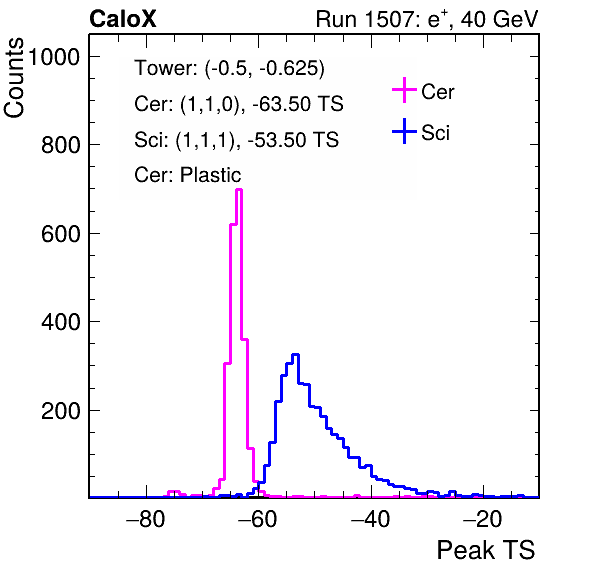 CaloX Run 1507: e⁺, 40 GeV
Counts
1000
800
600
400
200
Tower: (-0.5, -0.625)
Cer: (1,1,0), -63.50 TS
Sci: (1,1,1), -53.50 TS
Cer: Plastic
Cer
Sci
−80 −60 −40 −20
Peak TS